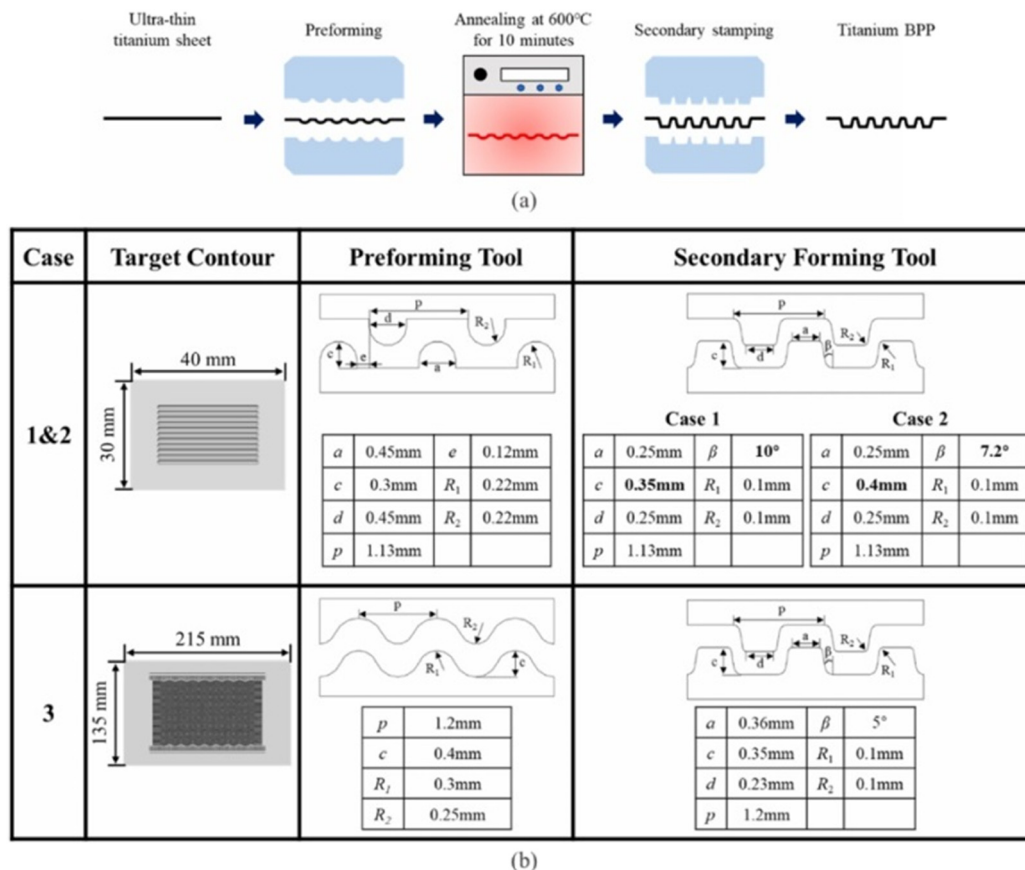 Ultra-thin
titanium sheet
Preforming
Annealing at 600°C
for 10 minutes
Secondary stamping
Titanium BPP
(a)
Case
Target Contour
Preforming Tool
Secondary Forming Tool
1&2
40 mm
30 mm
p
d
R₂
c
e
a
R₁
a 0.45mm e 0.12mm
c 0.3mm R₁ 0.22mm
d 0.45mm R₂ 0.22mm
p 1.13mm
p
a
R₂
β
c
d
R₁
Case 1
a 0.25mm β 10°
c 0.35mm R₁ 0.1mm
d 0.25mm R₂ 0.1mm
p 1.13mm
Case 2
a 0.25mm β 7.2°
c 0.4mm R₁ 0.1mm
d 0.25mm R₂ 0.1mm
p 1.13mm
3
215 mm
135 mm
p
R₂
R₁
c
p 1.2mm
c 0.4mm
R₁ 0.3mm
R₂ 0.25mm
p
a
R₂
β
c
d
R₁
a 0.36mm β 5°
c 0.35mm R₁ 0.1mm
d 0.23mm R₂ 0.1mm
p 1.2mm
(b)